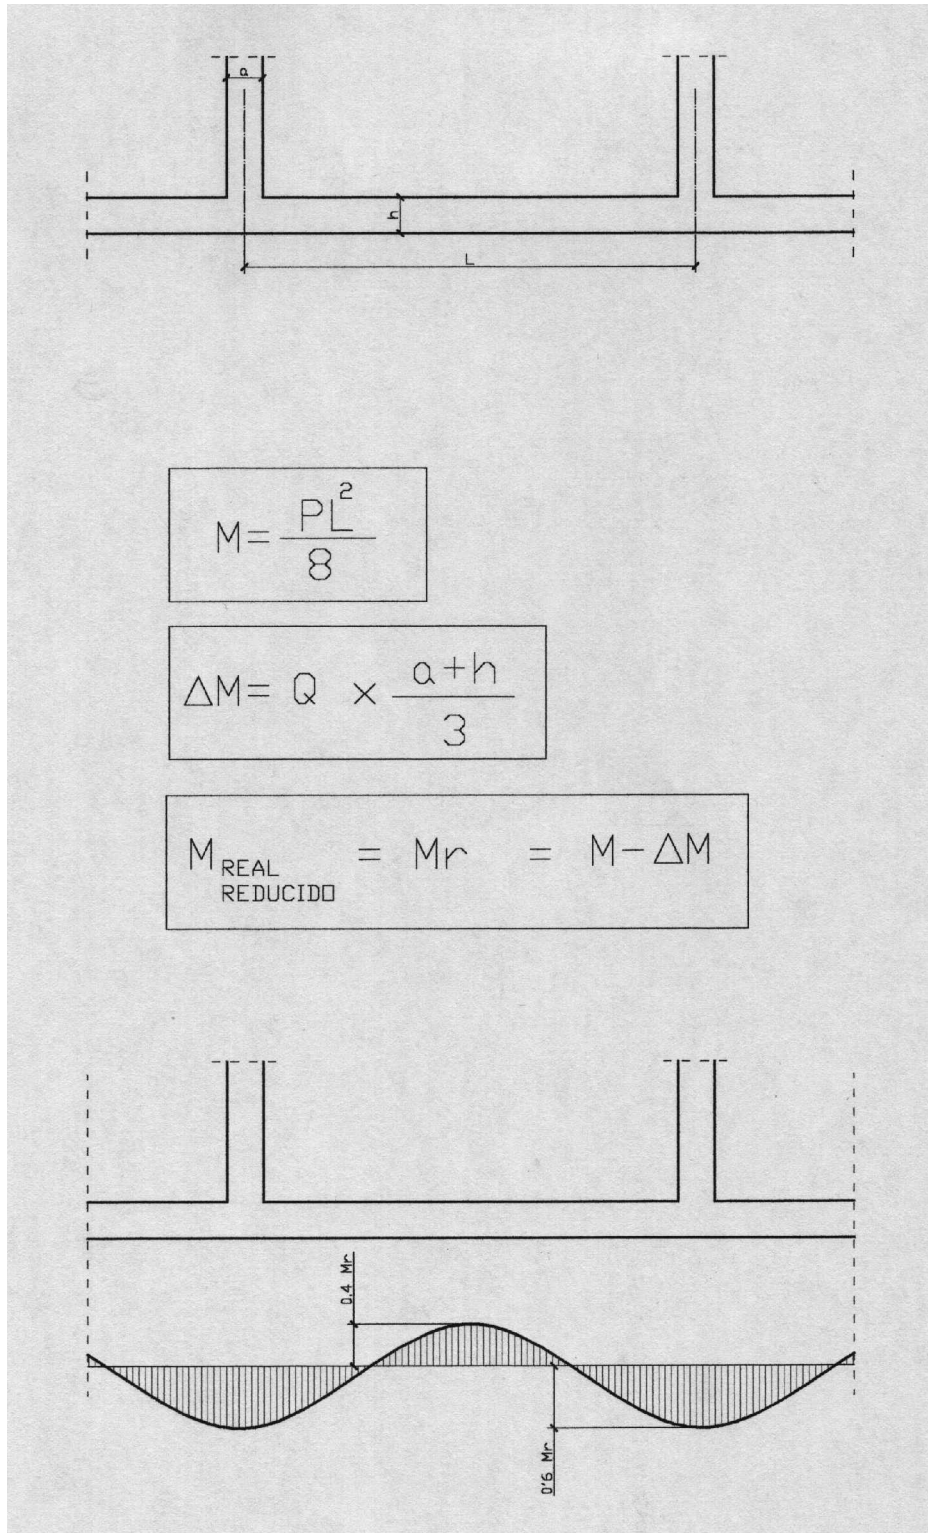 a
h
L
M = PL²/8
ΔM = Q × a+h/3
M REAL REDUCIDO = Mr = M-ΔM
0.4 Mr
0'6 Mr